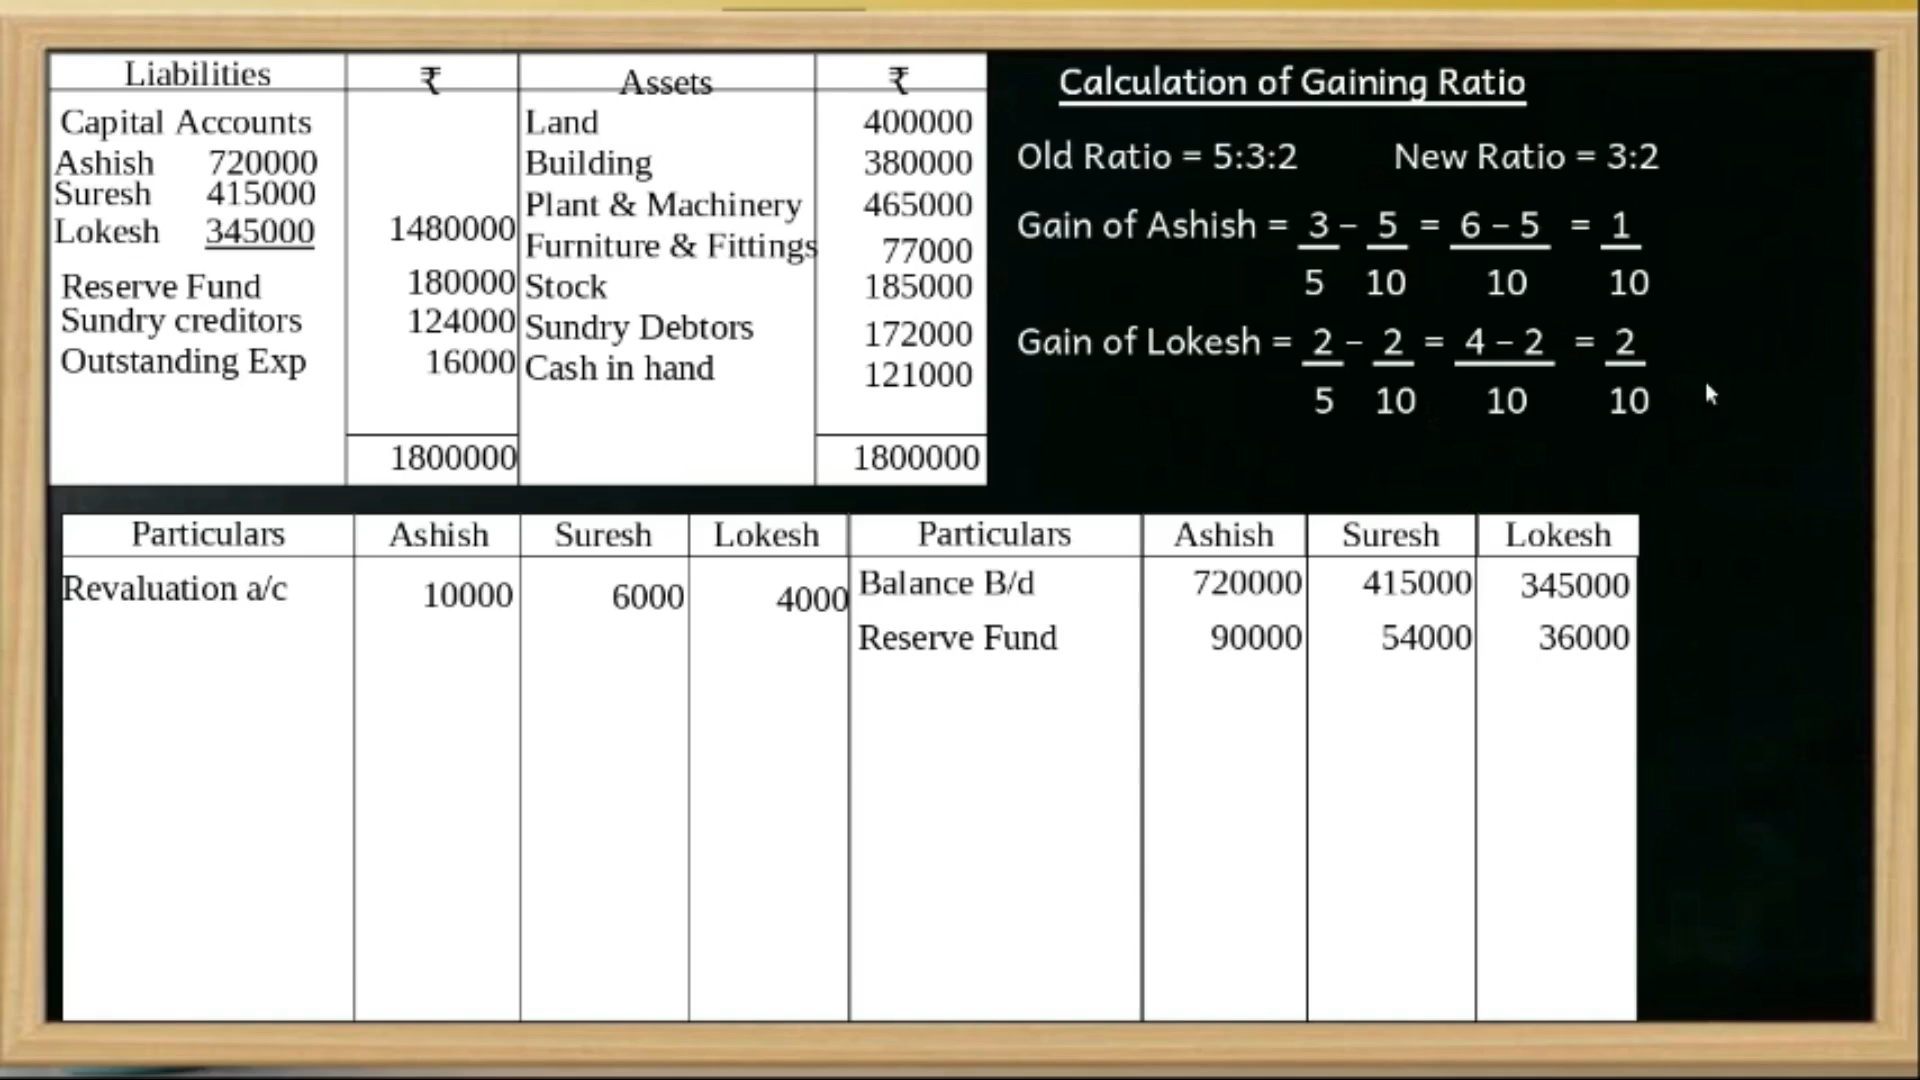 Liabilities ₹ Assets ₹
Capital Accounts Land 400000
Ashish 720000 Building 380000
Suresh 415000 Plant & Machinery 465000
Lokesh 345000 1480000 Furniture & Fittings 77000
Reserve Fund 180000 Stock 185000
Sundry creditors 124000 Sundry Debtors 172000
Outstanding Exp 16000 Cash in hand 121000
1800000 1800000
Calculation of Gaining Ratio
Old Ratio = 5:3:2 New Ratio = 3:2
Gain of Ashish = 3 – 5 = 6 – 5 = 1
5 10 10 10
Gain of Lokesh = 2 – 2 = 4 – 2 = 2
5 10 10 10
Particulars Ashish Suresh Lokesh Particulars Ashish Suresh Lokesh
Revaluation a/c 10000 6000 4000 Balance B/d 720000 415000 345000
Reserve Fund 90000 54000 36000